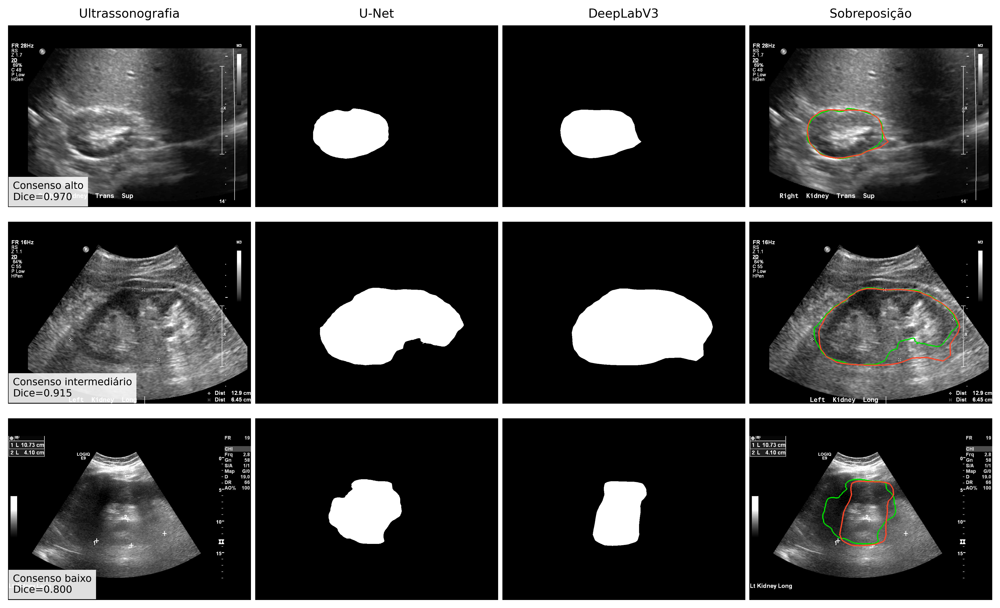 Ultrassonografia
U-Net
DeepLabV3
Sobreposição
FR 28Hz
RS
Z 1.7
2D
69%
C 48
P Low
HGen
P
M3
x
14
Consenso alto
Dice=0.970
dney Trans Sup
FR 28Hz
RS
Z 1.7
2D
69%
C 48
P Low
HGen
P
M3
x
14
Right Kidney Trans Sup
FR 16Hz
RS
Z 1.1
2D
64%
C 55
P Low
HPen
P
M3
x
Consenso intermediário
Dice=0.915
Left Kidney Long
Dist 12.9 cm
Dist 6.45 cm
FR 16Hz
RS
Z 1.1
2D
64%
C 55
P Low
HPen
P
M3
x
Left Kidney Long
Dist 12.9 cm
Dist 6.45 cm
1 L 10.73 cm
2 L 4.10 cm
LOGIQ
E9
FR 19
CHI
Frq 2.8
Gn 58
S/A 1/1
Map G/0
D 19.0
DR 66
AO% 100
0
5
10
15
2
1
Consenso baixo
Dice=0.800
1 L 10.73 cm
2 L 4.10 cm
LOGIQ
E9
FR 19
CHI
Frq 2.8
Gn 58
S/A 1/1
Map G/0
D 19.0
DR 66
AO% 100
0
5
10
15
2
1
Lt Kidney Long